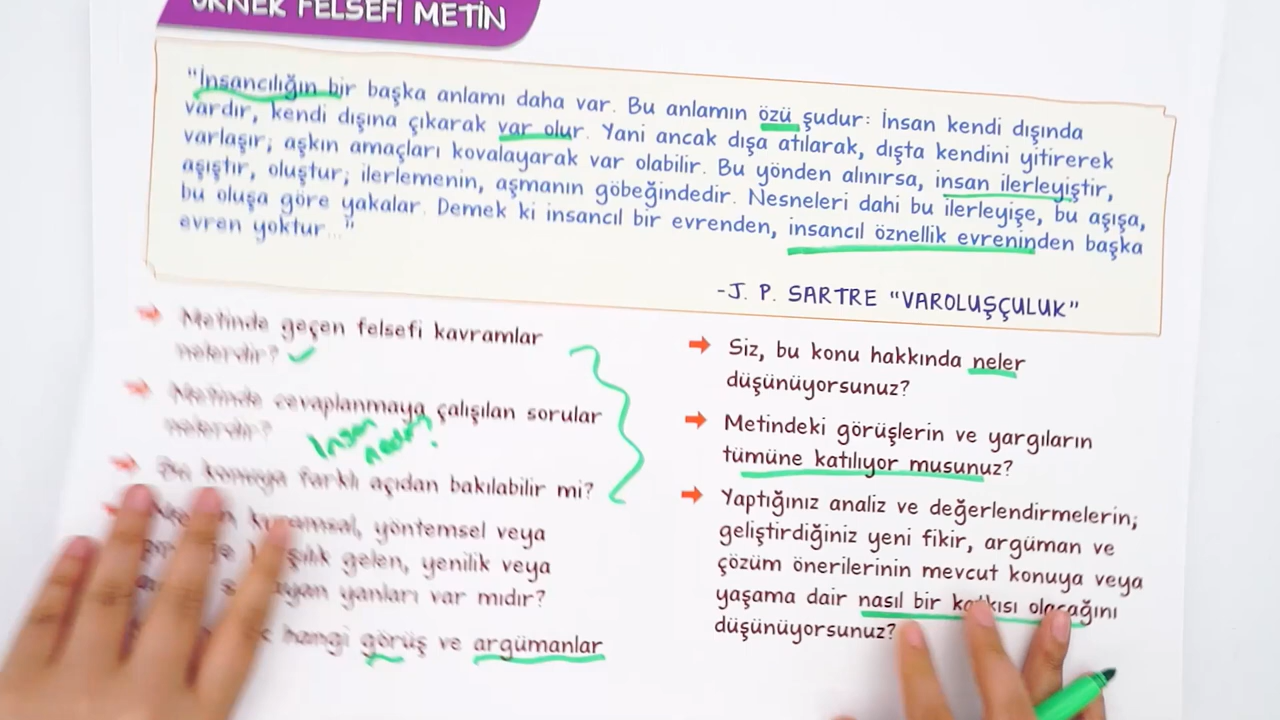 ÖRNEK FELSEFİ METİN
"İnsancılığın bir başka anlamı daha var. Bu anlamın özü şudur: İnsan kendi dışında
vardır, kendi dışına çıkarak var olur. Yani ancak dışa atılarak, dışta kendini yitirerek
varlaşır; aşkın amaçları kovalayarak var olabilir. Bu yönden alınırsa, insan ilerleyiştir,
aşıştır, oluştur; ilerlemenin, aşmanın göbeğindedir. Nesneleri dahi bu ilerleyişe, bu aşışa,
bu oluşa göre yakalar. Demek ki insancıl bir evrenden, insancıl öznellik evreninden başka
evren yoktur..."
-J. P. SARTRE "VAROLUŞÇULUK"
Metinde geçen felsefi kavramlar
nelerdir?
Metinde cevaplanmaya çalışılan sorular
nelerdir?
İnsan
nedir?
Bu konuya farklı açıdan bakılabilir mi?
kuramsal, yöntemsel veya
gelen, yenilik veya
yanları var mıdır?
hangi görüş ve argümanlar
Siz, bu konu hakkında neler
düşünüyorsunuz?
Metindeki görüşlerin ve yargıların
tümüne katılıyor musunuz?
Yaptığınız analiz ve değerlendirmelerin;
geliştirdiğiniz yeni fikir, argüman ve
çözüm önerilerinin mevcut konuya veya
yaşama dair nasıl bir katkısı olacağını
düşünüyorsunuz?